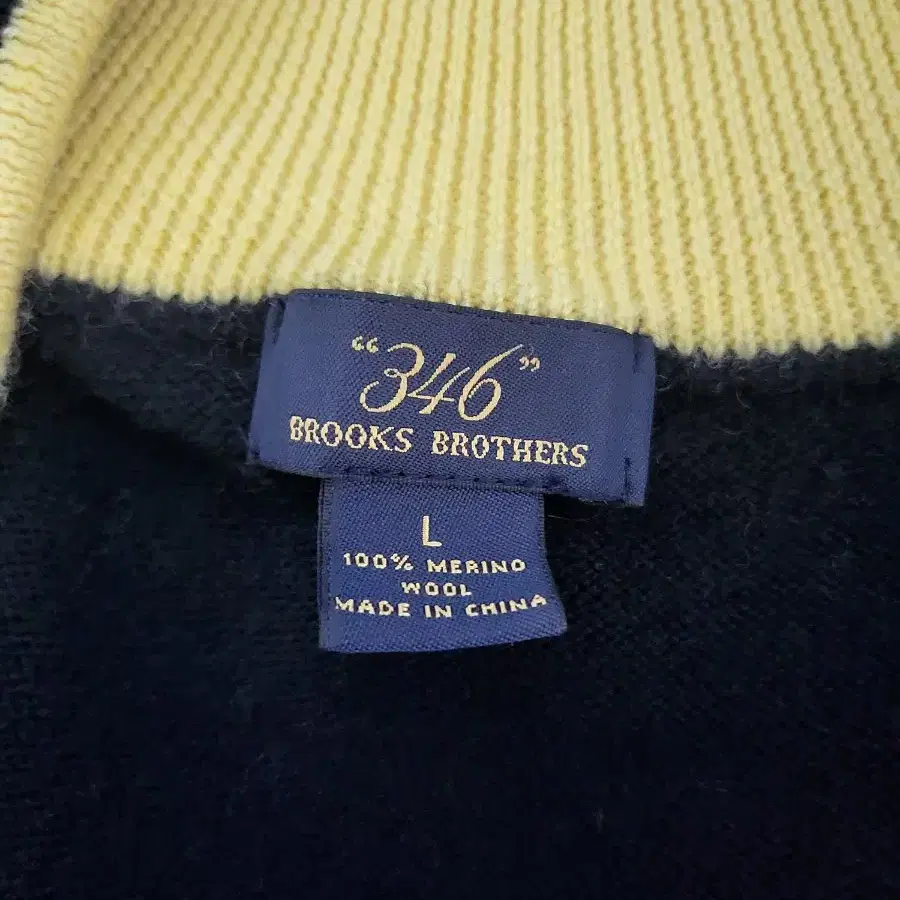 “346”
BROOKS BROTHERS
L
100% MERINO
WOOL
MADE IN CHINA